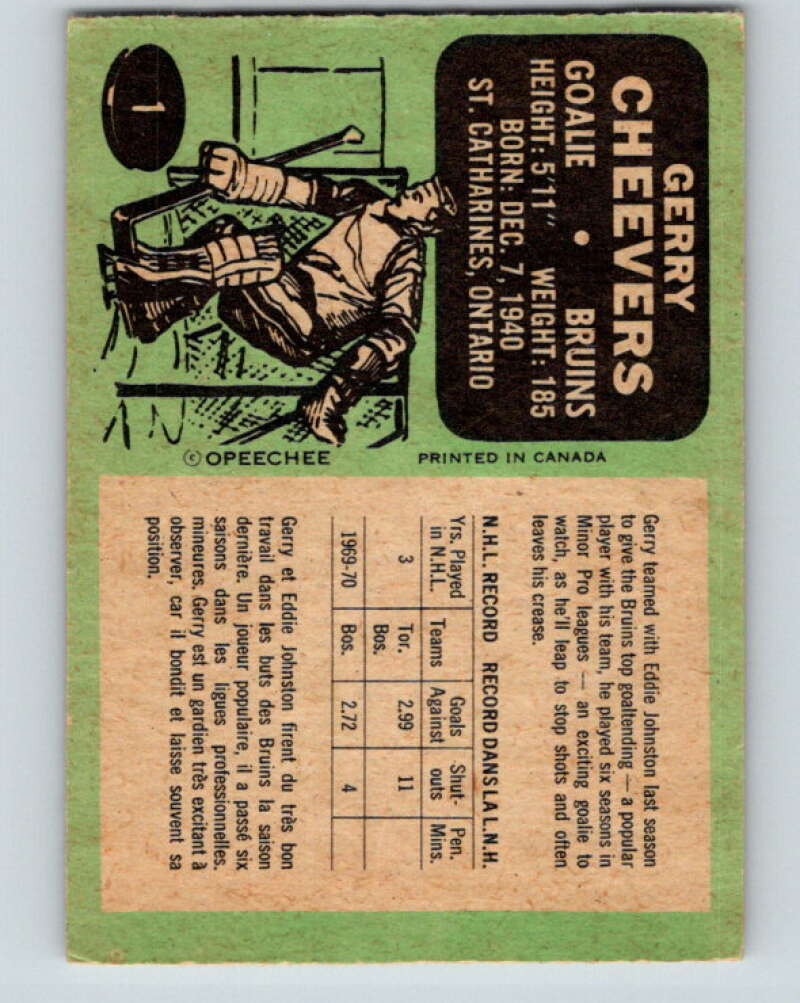 1
GERRY
CHEEVERS
GOALIE • BRUINS
HEIGHT: 5'11" WEIGHT: 185
BORN: DEC. 7, 1940
ST. CATHARINES, ONTARIO
© OPEECHEE PRINTED IN CANADA
Gerry teamed with Eddie Johnston last season
to give the Bruins top goaltending — a popular
player with his team, he played six seasons in
Minor Pro leagues — an exciting goalie to
watch, as he'll leap to stop shots and often
leaves his crease.
N.H.L. RECORD RECORD DANS LA L.N.H.
Yrs. Played Teams Goals Shut- Pen.
in N.H.L. Against outs Mins.
3 Tor. 2.99 11
Bos.
1969-70 Bos. 2.72 4
Gerry et Eddie Johnston firent du très bon
travail dans les buts des Bruins la saison
dernière. Un joueur populaire, il a passé six
saisons dans les ligues professionnelles
mineures. Gerry est un gardien très excitant à
observer, car il bondit et laisse souvent sa
position.